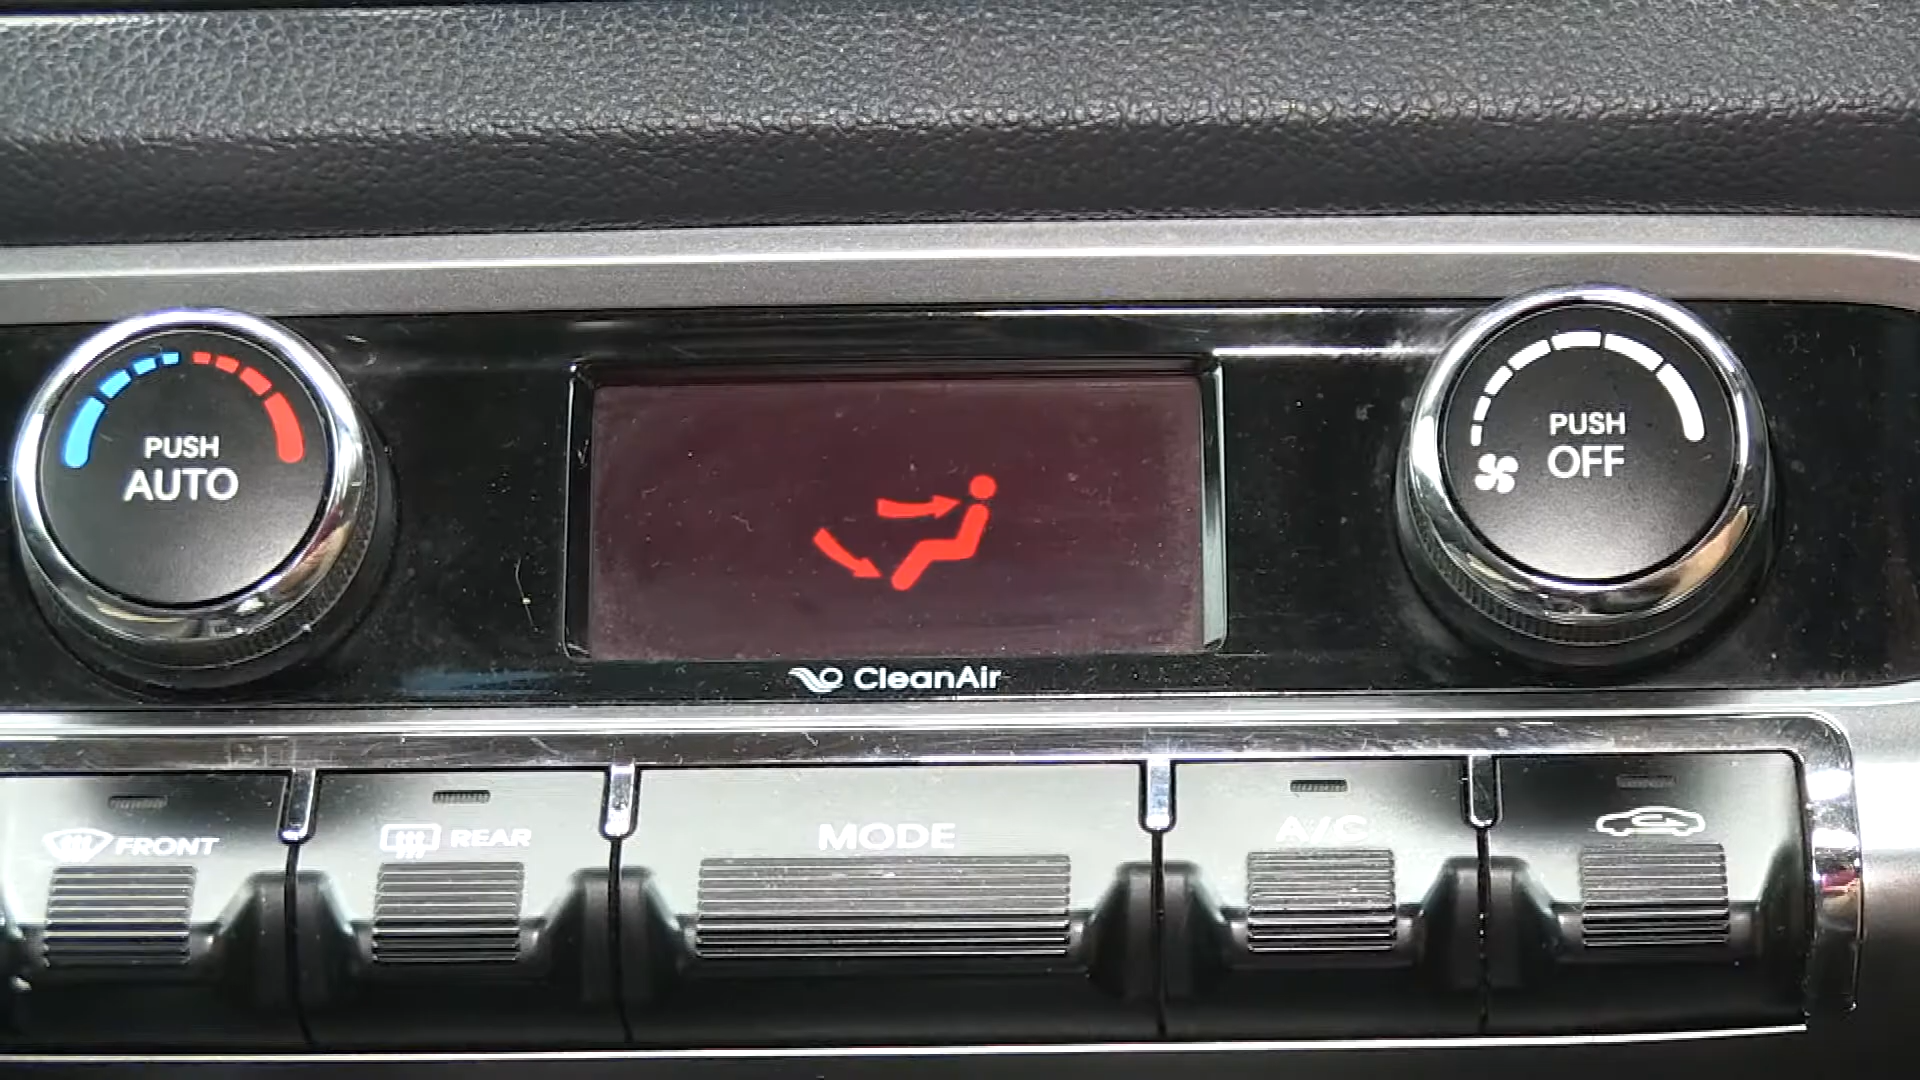 PUSH
AUTO
PUSH
OFF
CleanAir
FRONT
REAR
MODE
A/C